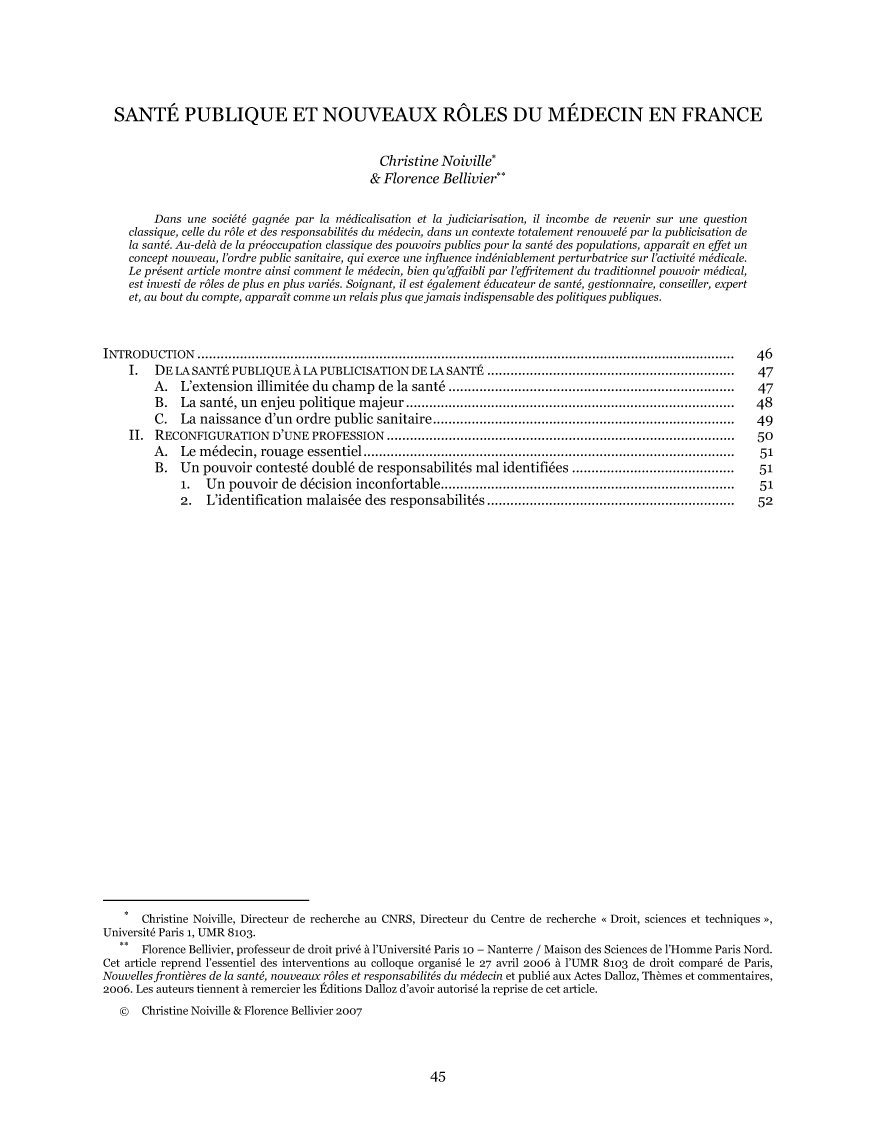 SANTÉ PUBLIQUE ET NOUVEAUX RÔLES DU MÉDECIN EN FRANCE
Christine Noiville*
& Florence Bellivier**
Dans une société gagnée par la médicalisation et la judiciarisation, il incombe de revenir sur une question
classique, celle du rôle et des responsabilités du médecin, dans un contexte totalement renouvelé par la publicisation de
la santé. Au-delà de la préoccupation classique des pouvoirs publics pour la santé des populations, apparaît en effet un
concept nouveau, l'ordre public sanitaire, qui exerce une influence indéniablement perturbatrice sur l'activité médicale.
Le présent article montre ainsi comment le médecin, bien qu'affaibli par l'effritement du traditionnel pouvoir médical,
est investi de rôles de plus en plus variés. Soignant, il est également éducateur de santé, gestionnaire, conseiller, expert
et, au bout du compte, apparaît comme un relais plus que jamais indispensable des politiques publiques.
INTRODUCTION .......... 46
I. DE LA SANTÉ PUBLIQUE À LA PUBLICISATION DE LA SANTÉ .......... 47
A. L'extension illimitée du champ de la santé .......... 47
B. La santé, un enjeu politique majeur .......... 48
C. La naissance d'un ordre public sanitaire .......... 49
II. RECONFIGURATION D'UNE PROFESSION .......... 50
A. Le médecin, rouage essentiel .......... 51
B. Un pouvoir contesté doublé de responsabilités mal identifiées .......... 51
1. Un pouvoir de décision inconfortable .......... 51
2. L'identification malaisée des responsabilités .......... 52
* Christine Noiville, Directeur de recherche au CNRS, Directeur du Centre de recherche « Droit, sciences et techniques »,
Université Paris 1, UMR 8103.
** Florence Bellivier, professeur de droit privé à l'Université Paris 10 – Nanterre / Maison des Sciences de l'Homme Paris Nord.
Cet article reprend l'essentiel des interventions au colloque organisé le 27 avril 2006 à l'UMR 8103 de droit comparé de Paris,
Nouvelles frontières de la santé, nouveaux rôles et responsabilités du médecin et publié aux Actes Dalloz, Thèmes et commentaires,
2006. Les auteurs tiennent à remercier les Éditions Dalloz d'avoir autorisé la reprise de cet article.
© Christine Noiville & Florence Bellivier 2007
45